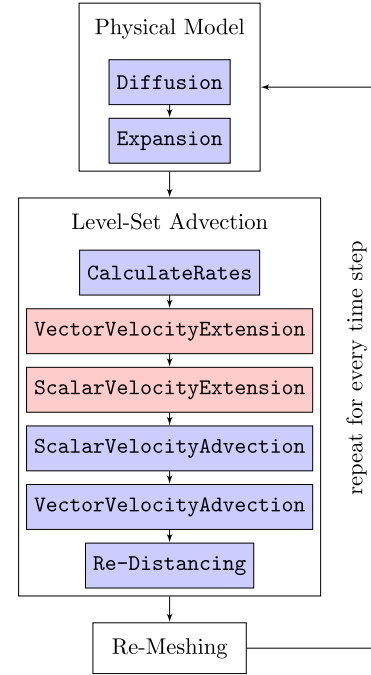 Physical Model
Diffusion
Expansion
Level-Set Advection
CalculateRates
VectorVelocityExtension
ScalarVelocityExtension
ScalarVelocityAdvection
VectorVelocityAdvection
Re-Distancing
Re-Meshing
repeat for every time step